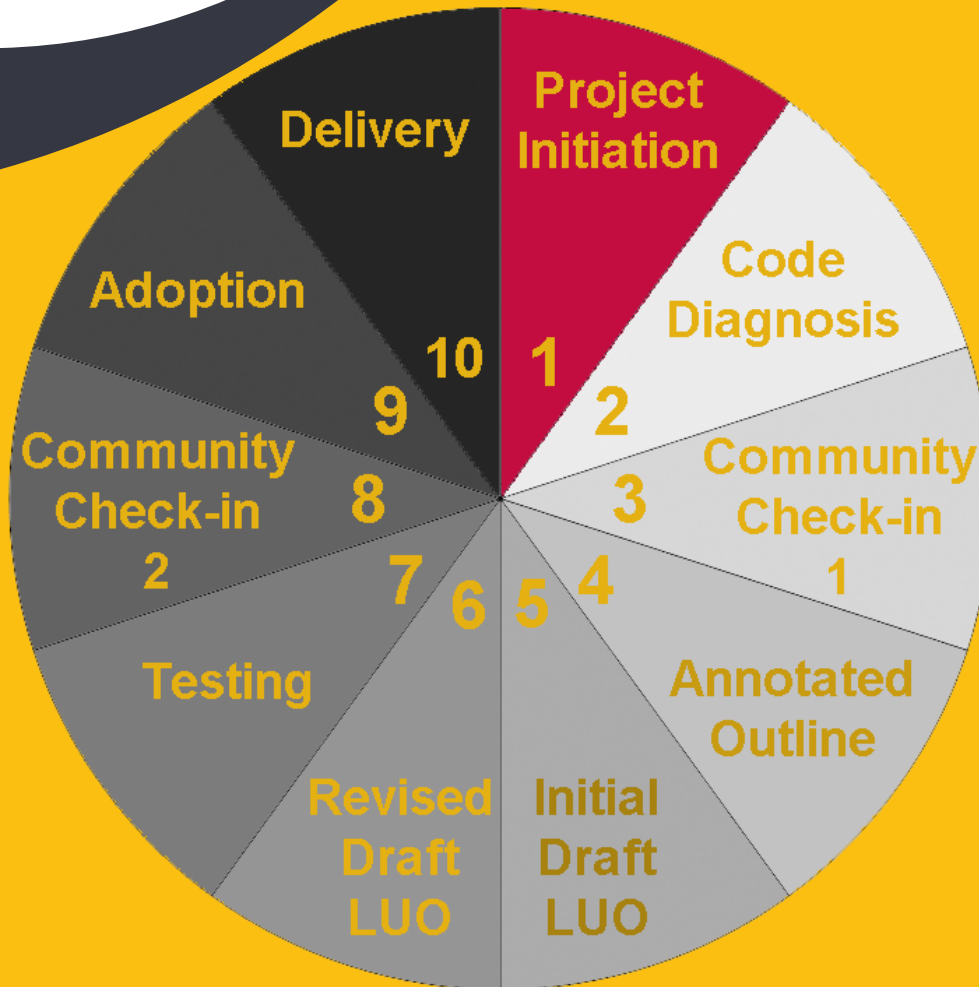 Project
Initiation
1
Code
Diagnosis
2
Community
Check-in
1
3
Annotated
Outline
4
Initial
Draft
LUO
5
Revised
Draft
LUO
6
Testing
7
Community
Check-in
2
8
Adoption
9
Delivery
10